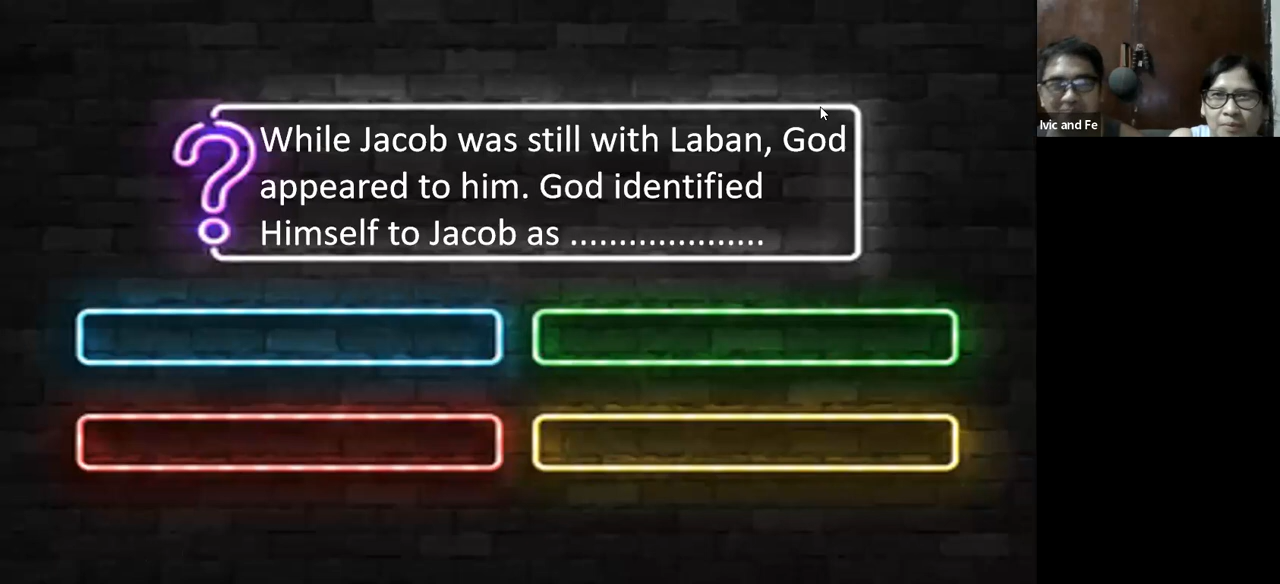 While Jacob was still with Laban, God
appeared to him. God identified
Himself to Jacob as ....................
Ivic and Fe